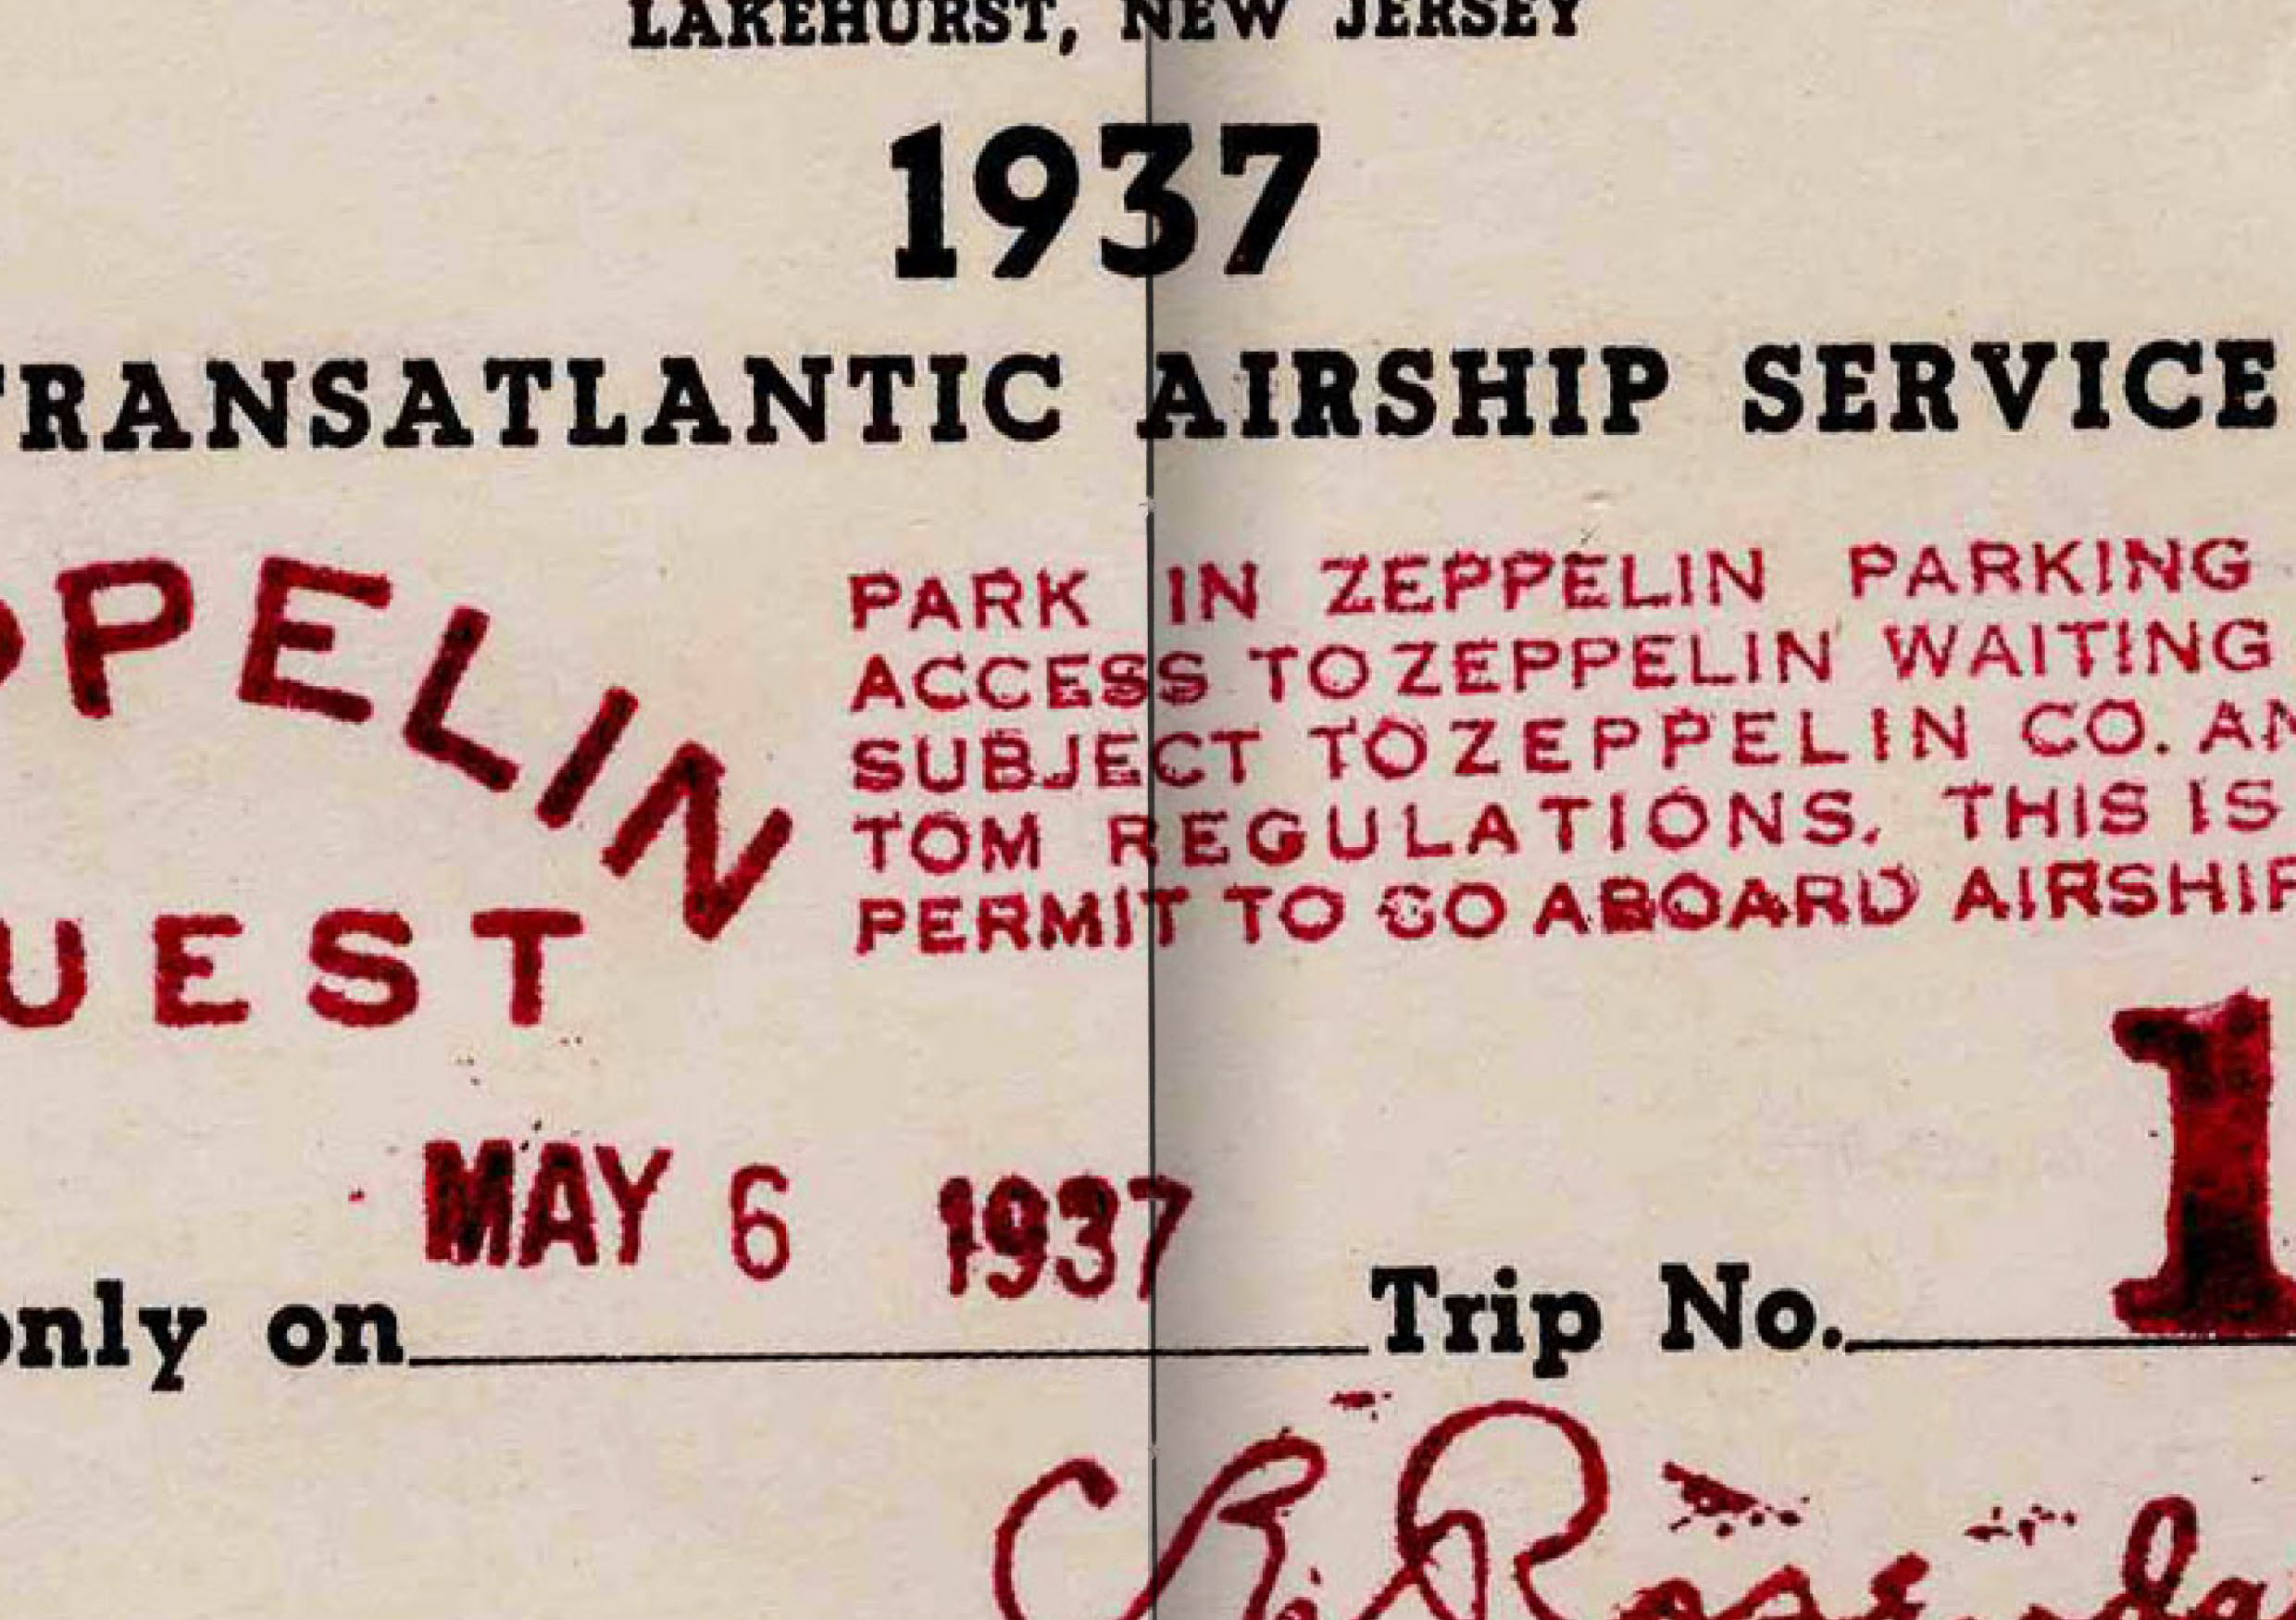 LAKEHURST, NEW JERSEY
1937
TRANSATLANTIC AIRSHIP SERVICE
PPELIN
UEST
PARK IN ZEPPELIN PARKING
ACCESS TO ZEPPELIN WAITING
SUBJECT TO ZEPPELIN CO. AN
TOM REGULATIONS. THIS IS
PERMIT TO GO ABOARD AIRSHIP
MAY 6 1937
only on Trip No. 1
C. E. Rosenda